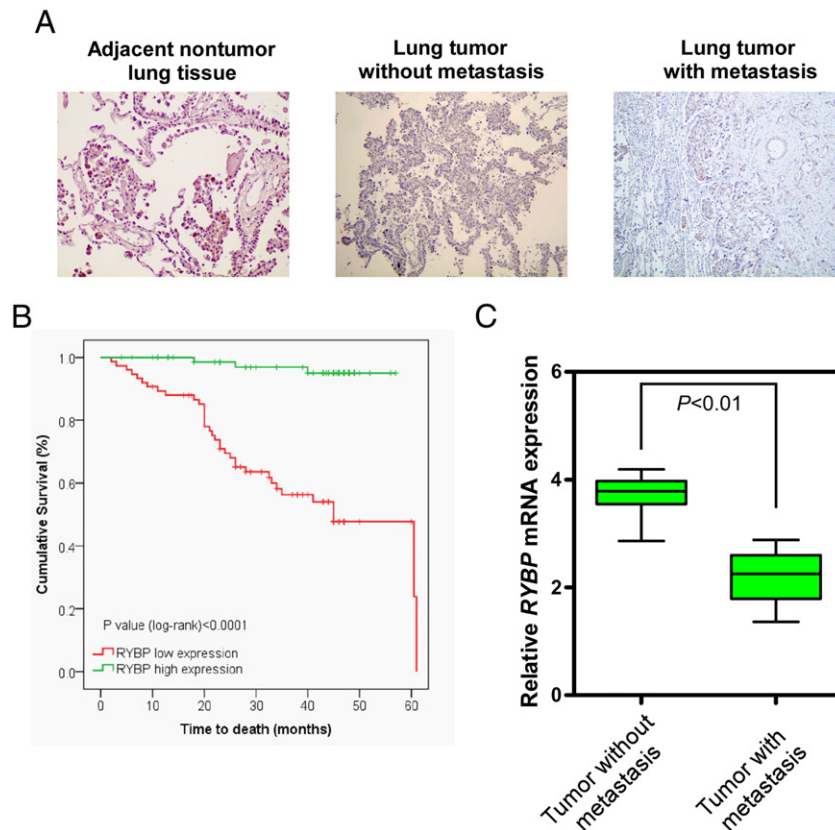 A
Adjacent nontumor
lung tissue
Lung tumor
without metastasis
Lung tumor
with metastasis
B
Cumulative Survival (%)
1.0
0.8
0.6
0.4
0.2
0.0
P value (log-rank)<0.0001
RYBP low expression
RYBP high expression
0 10 20 30 40 50 60
Time to death (months)
C
Relative RYBP mRNA expression
6
4
2
0
P<0.01
Tumor without
metastasis
Tumor with
metastasis